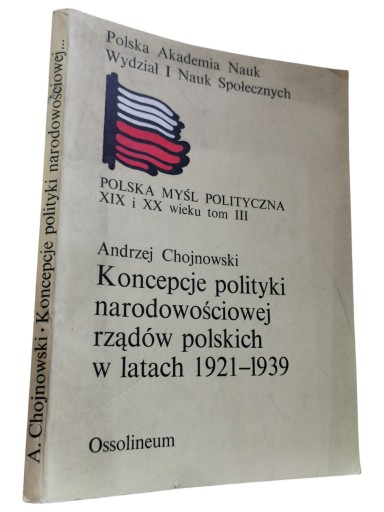 Polska Akademia Nauk
Wydział I Nauk Społecznych
POLSKA MYŚL POLITYCZNA
XIX i XX wieku tom III
Andrzej Chojnowski
Koncepcje polityki
narodowościowej
rządów polskich
w latach 1921–1939
Ossolineum
A. Chojnowski · Koncepcje polityki narodowościowej...